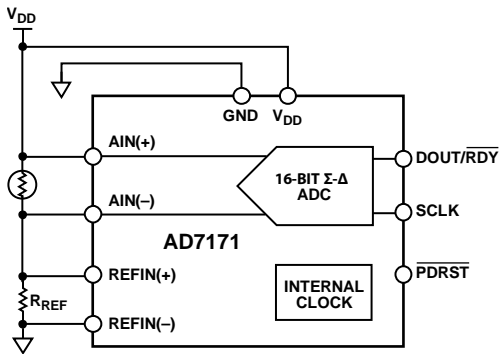 VDD
GND
VDD
AIN(+)
DOUT/RDY
16-BIT Σ-Δ
ADC
AIN(–)
SCLK
AD7171
REFIN(+)
PDRST
INTERNAL
CLOCK
RREF
REFIN(–)